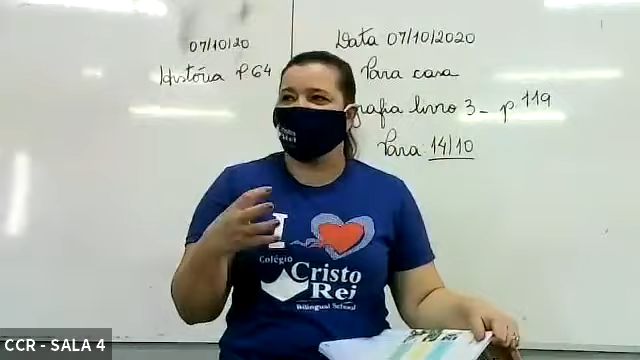 07/10/20
História P 64
Data 07/10/2020
Para casa
grafia livro 3 - p. 119
Para: 14/10
Cristo
Rei
I
Colégio
Cristo
Rei
Bilingual School
CCR - SALA 4